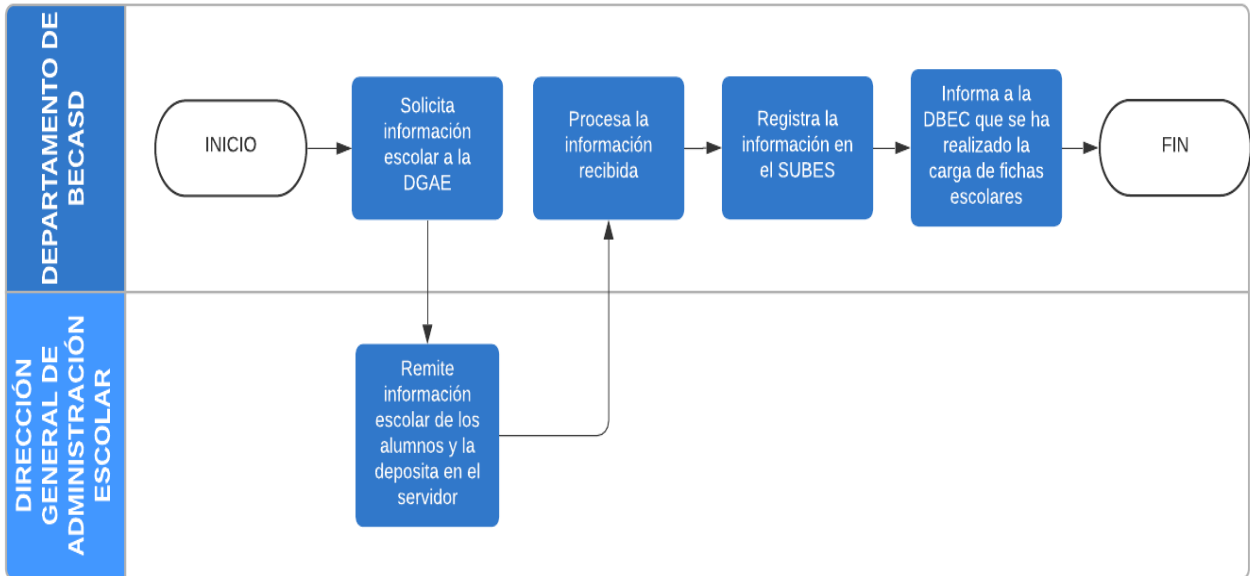 DEPARTAMENTO DE
BECASD
INICIO
Solicita
información
escolar a la
DGAE
Procesa la
información
recibida
Registra la
información en
el SUBES
Informa a la
DBEC que se ha
realizado la
carga de fichas
escolares
FIN
DIRECCIÓN
GENERAL DE
ADMINISTRACIÓN
ESCOLAR
Remite
información
escolar de los
alumnos y la
deposita en el
servidor